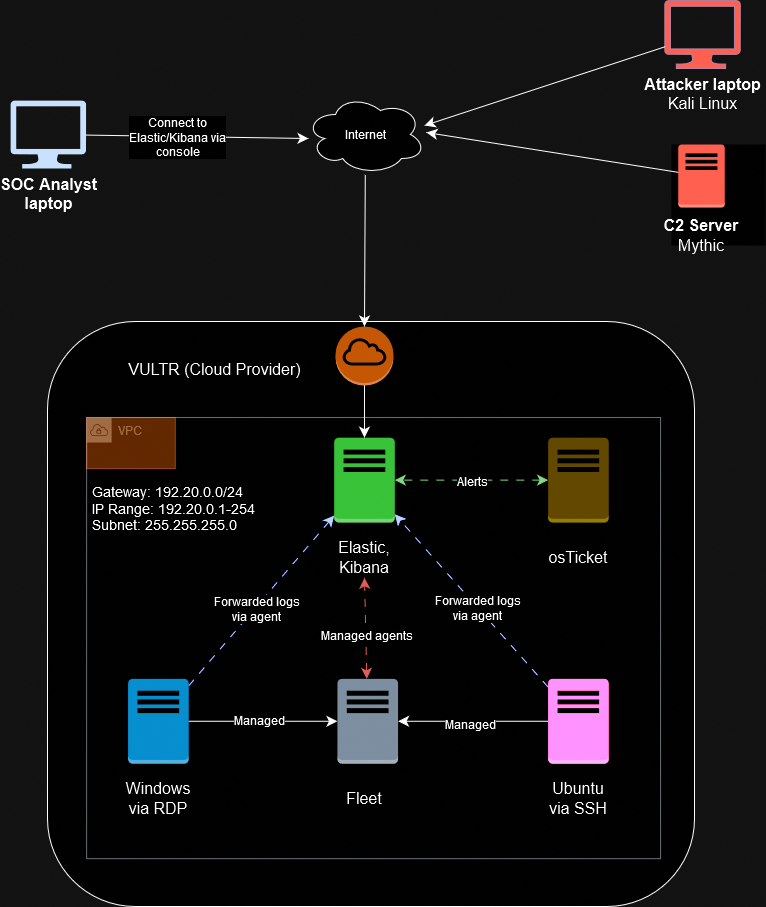 Attacker laptop
Kali Linux
Connect to
Elastic/Kibana via
console
Internet
SOC Analyst
laptop
C2 Server
Mythic
VULTR (Cloud Provider)
VPC
Gateway: 192.20.0.0/24
IP Range: 192.20.0.1-254
Subnet: 255.255.255.0
Alerts
Elastic,
Kibana
osTicket
Forwarded logs
via agent
Forwarded logs
via agent
Managed agents
Managed
Managed
Windows
via RDP
Fleet
Ubuntu
via SSH